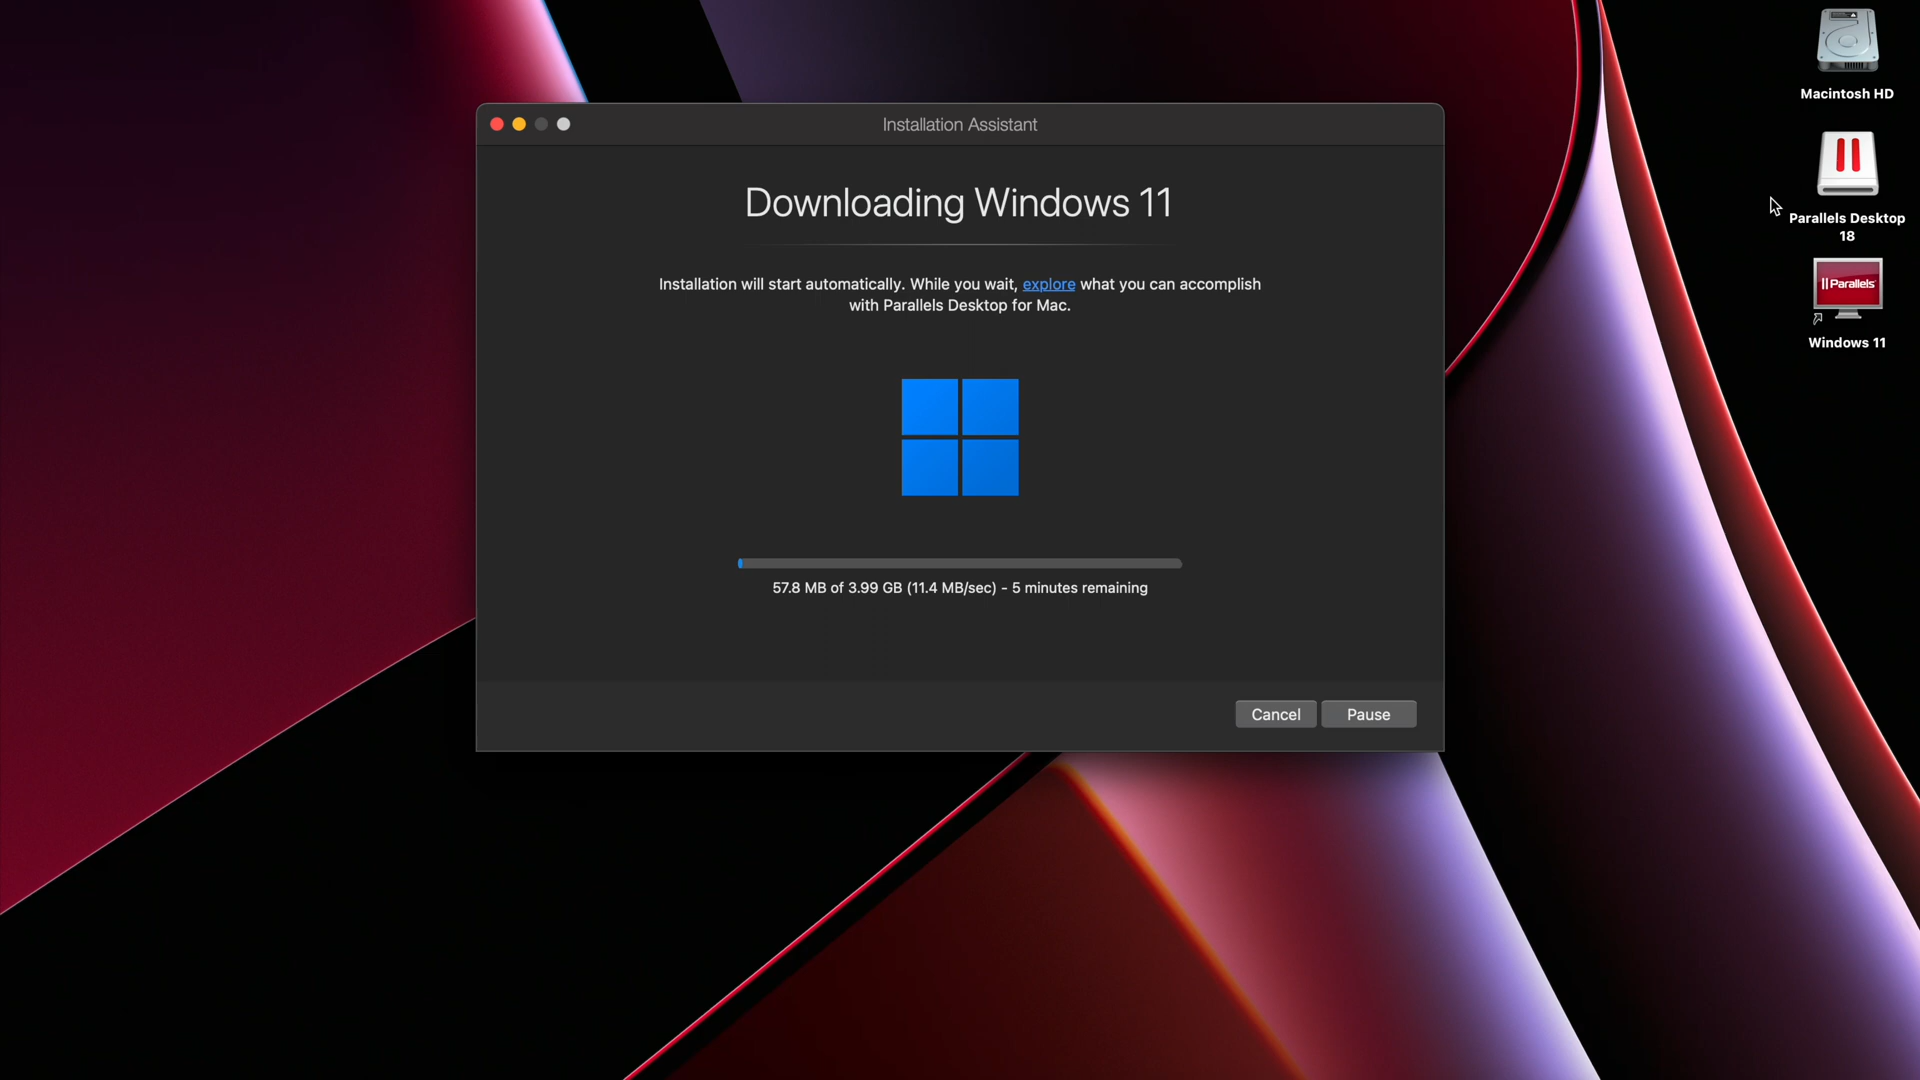 Installation Assistant
Downloading Windows 11
Installation will start automatically. While you wait, explore what you can accomplish
with Parallels Desktop for Mac.
57.8 MB of 3.99 GB (11.4 MB/sec) - 5 minutes remaining
Cancel
Pause
Macintosh HD
Parallels Desktop
18
Parallels
Windows 11